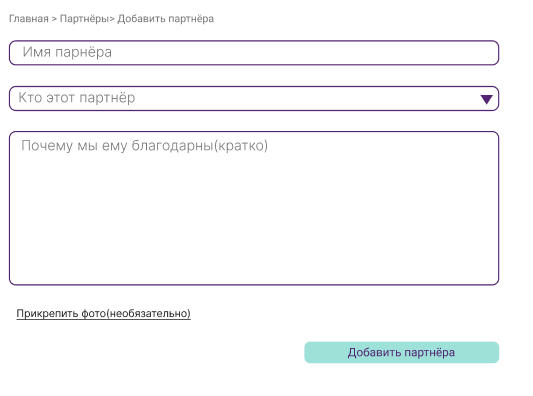 Главная > Партнёры> Добавить партнёра
Имя парнёра
Кто этот партнёр
Почему мы ему благодарны(кратко)
Прикрепить фото(необязательно)
Добавить партнёра